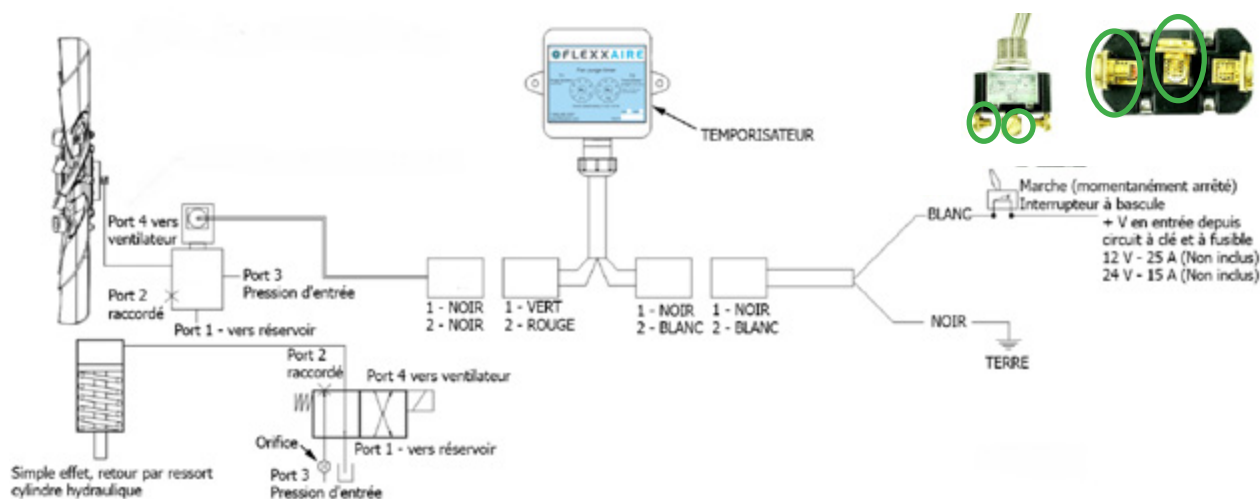 FLEXXAIRE
Fan purge timer
TEMPORISATEUR
Marche (momentanément arrêté)
Interrupteur à bascule
BLANC
+ V en entrée depuis
circuit à clé et à fusible
12 V - 25 A (Non inclus)
24 V - 15 A (Non inclus)
Port 4 vers
ventilateur
Port 3
Pression d'entrée
Port 2
raccordé
Port 1 - vers réservoir
1 - NOIR
2 - NOIR
1 - VERT
2 - ROUGE
1 - NOIR
2 - BLANC
1 - NOIR
2 - BLANC
NOIR
TERRE
Port 2
raccordé
Port 4 vers ventilateur
Orifice
Port 1 - vers réservoir
Port 3
Pression d'entrée
Simple effet, retour par ressort
cylindre hydraulique